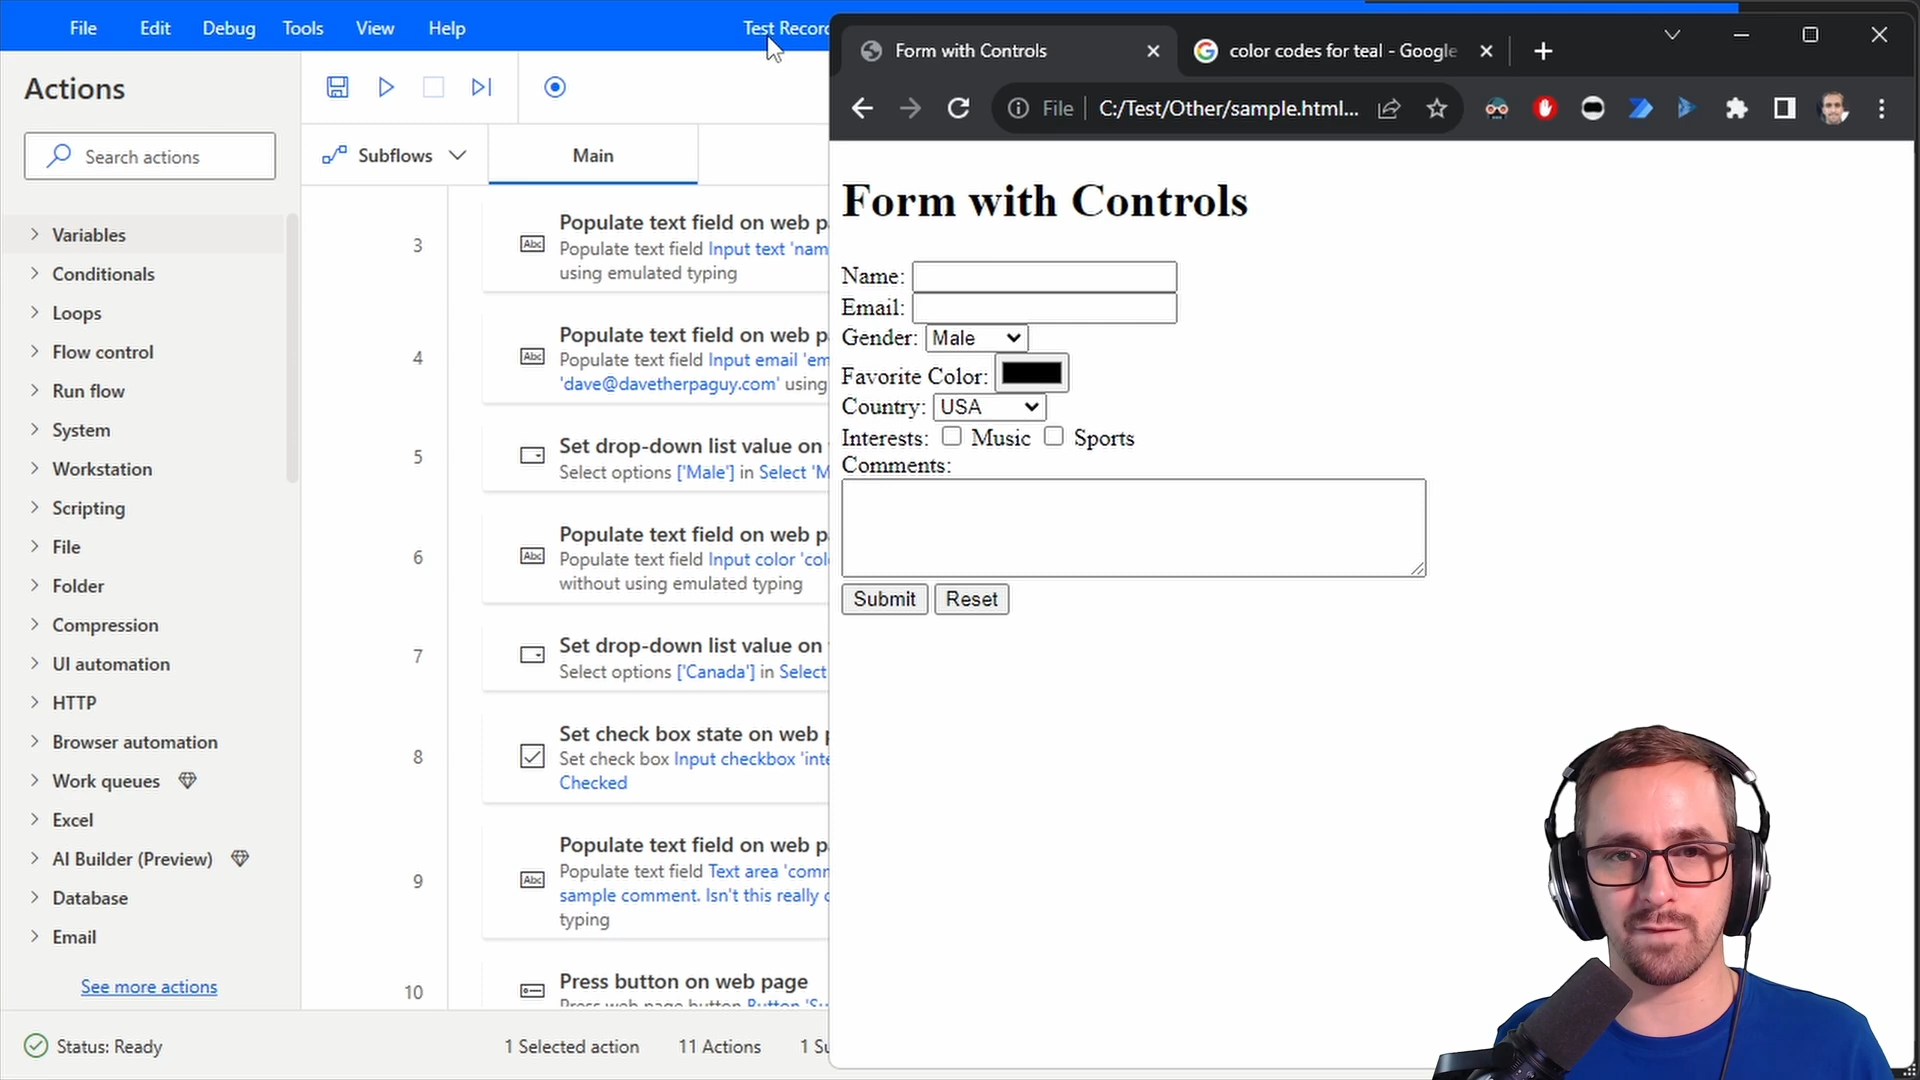 File Edit Debug Tools View Help
Test Record
Actions
Search actions
Variables
Conditionals
Loops
Flow control
Run flow
System
Workstation
Scripting
File
Folder
Compression
UI automation
HTTP
Browser automation
Work queues
Excel
AI Builder (Preview)
Database
Email
See more actions
Status: Ready
Subflows
Main
3
Populate text field on web p
Populate text field Input text 'nam
using emulated typing
4
Populate text field on web p
Populate text field Input email 'em
'dave@davetherpaguy.com' using
5
Set drop-down list value on
Select options ['Male'] in Select 'M
6
Populate text field on web p
Populate text field Input color 'col
without using emulated typing
7
Set drop-down list value on
Select options ['Canada'] in Select
8
Set check box state on web p
Set check box Input checkbox 'inte
Checked
9
Populate text field on web p
Populate text field Text area 'comm
sample comment. Isn't this really c
typing
10
Press button on web page
Press web page button Button 'Su
1 Selected action 11 Actions 1 Su
Form with Controls
color codes for teal - Google
File C:/Test/Other/sample.html...
Form with Controls
Name:
Email:
Gender: Male
Favorite Color:
Country: USA
Interests: Music Sports
Comments:
Submit Reset